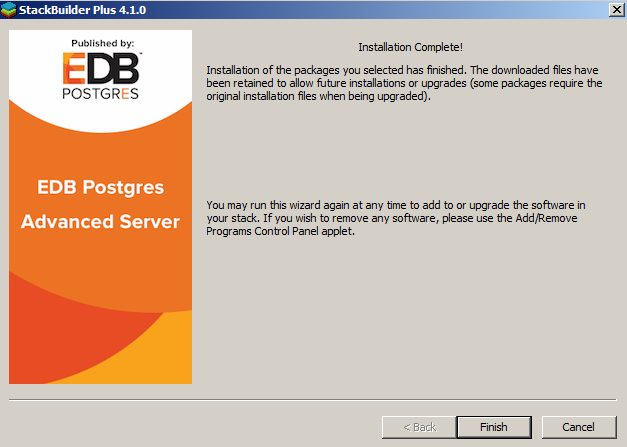 StackBuilder Plus 4.1.0
Published by:
EDB™
POSTGRES
EDB Postgres
Advanced Server
Installation Complete!
Installation of the packages you selected has finished. The downloaded files have
been retained to allow future installations or upgrades (some packages require the
original installation files when being upgraded).
You may run this wizard again at any time to add to or upgrade the software in
your stack. If you wish to remove any software, please use the Add/Remove
Programs Control Panel applet.
< Back
Finish
Cancel